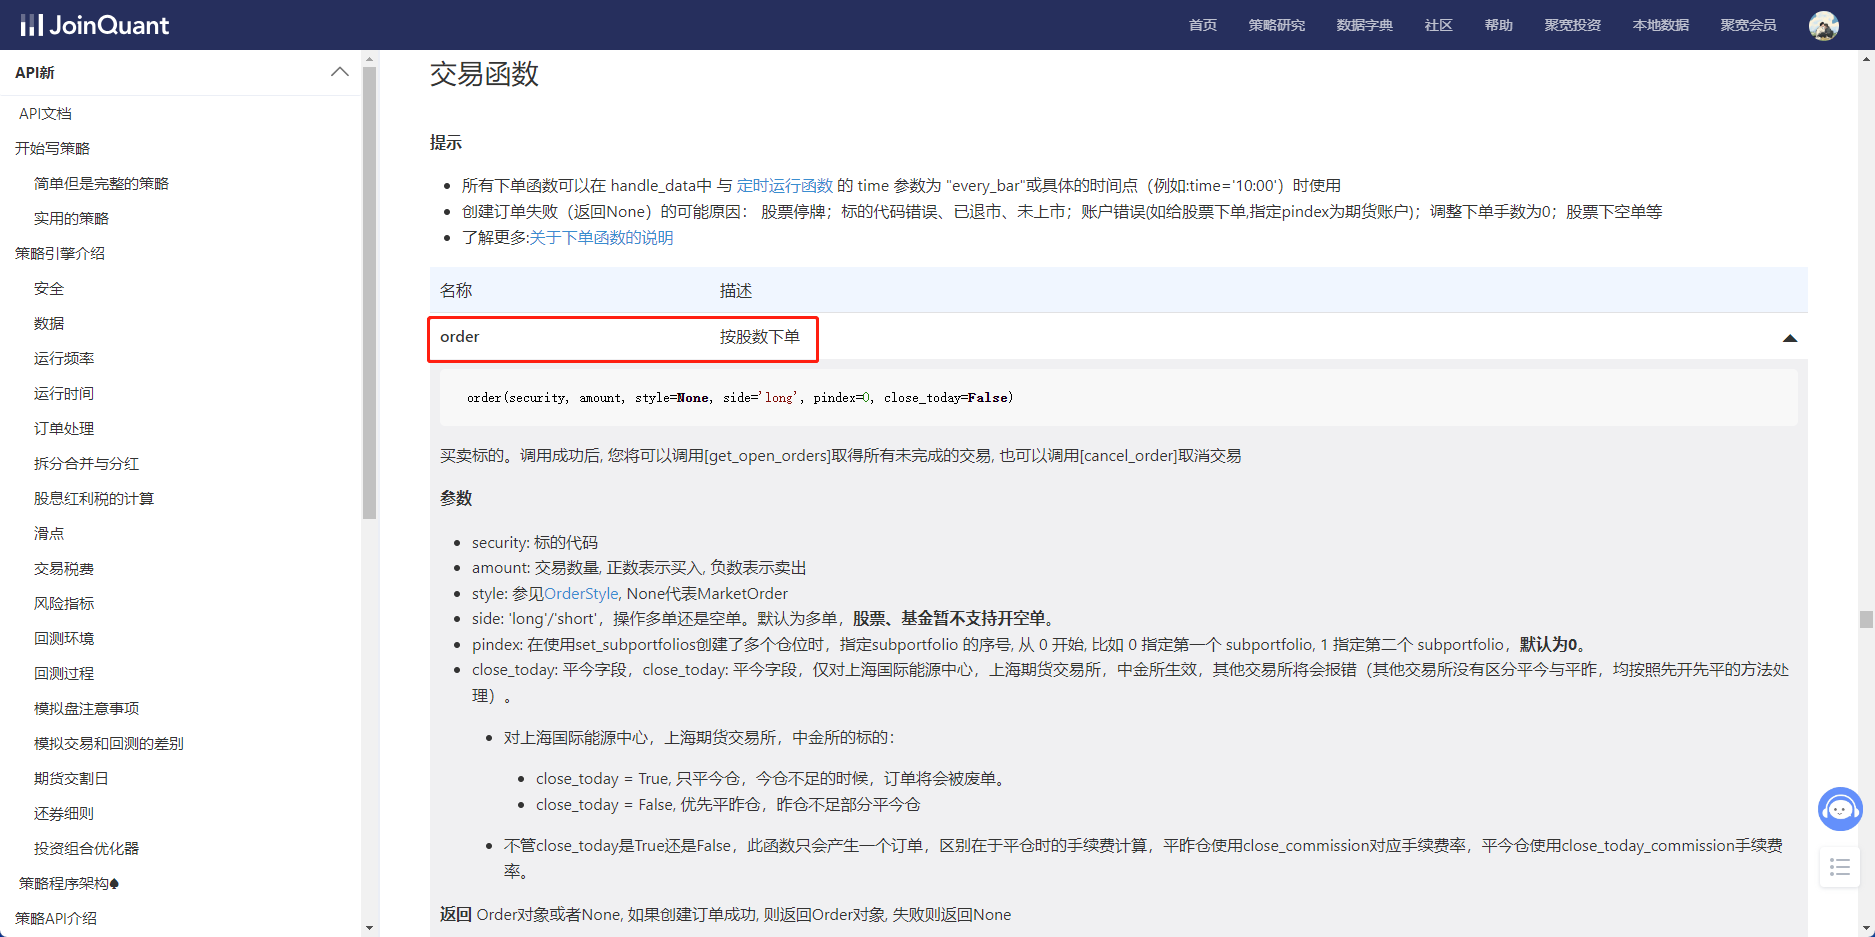 JoinQuant
首页 策略研究 数据字典 社区 帮助 聚宽投资 本地数据 聚宽会员
API新
API文档
开始写策略
简单但是完整的策略
实用的策略
策略引擎介绍
安全
数据
运行频率
运行时间
订单处理
拆分合并与分红
股息红利税的计算
滑点
交易税费
风险指标
回测环境
回测过程
模拟盘注意事项
模拟交易和回测的差别
期货交割日
还券细则
投资组合优化器
策略程序架构♠
策略API介绍
交易函数
提示
所有下单函数可以在 handle_data中 与 定时运行函数 的 time 参数为 "every_bar"或具体的时间点（例如:time='10:00'）时使用
创建订单失败（返回None）的可能原因： 股票停牌；标的代码错误、已退市、未上市；账户错误(如给股票下单,指定pindex为期货账户)；调整下单手数为0；股票下空单等
了解更多:关于下单函数的说明
名称 描述
order 按股数下单
order(security, amount, style=None, side='long', pindex=0, close_today=False)
买卖标的。调用成功后, 您将可以调用[get_open_orders]取得所有未完成的交易, 也可以调用[cancel_order]取消交易
参数
security: 标的代码
amount: 交易数量, 正数表示买入, 负数表示卖出
style: 参见OrderStyle, None代表MarketOrder
side: 'long'/'short'，操作多单还是空单。默认为多单，股票、基金暂不支持开空单。
pindex: 在使用set_subportfolios创建了多个仓位时，指定subportfolio 的序号, 从 0 开始, 比如 0 指定第一个 subportfolio, 1 指定第二个 subportfolio，默认为0。
close_today: 平今字段，close_today: 平今字段，仅对上海国际能源中心，上海期货交易所，中金所生效，其他交易所将会报错（其他交易所没有区分平今与平昨，均按照先开先平的方法处
理）。
对上海国际能源中心，上海期货交易所，中金所的标的：
close_today = True, 只平今仓，今仓不足的时候，订单将会被废单。
close_today = False, 优先平昨仓，昨仓不足部分平今仓
不管close_today是True还是False，此函数只会产生一个订单，区别在于平仓时的手续费计算，平昨仓使用close_commission对应手续费率，平今仓使用close_today_commission手续费
率。
返回 Order对象或者None, 如果创建订单成功, 则返回Order对象, 失败则返回None